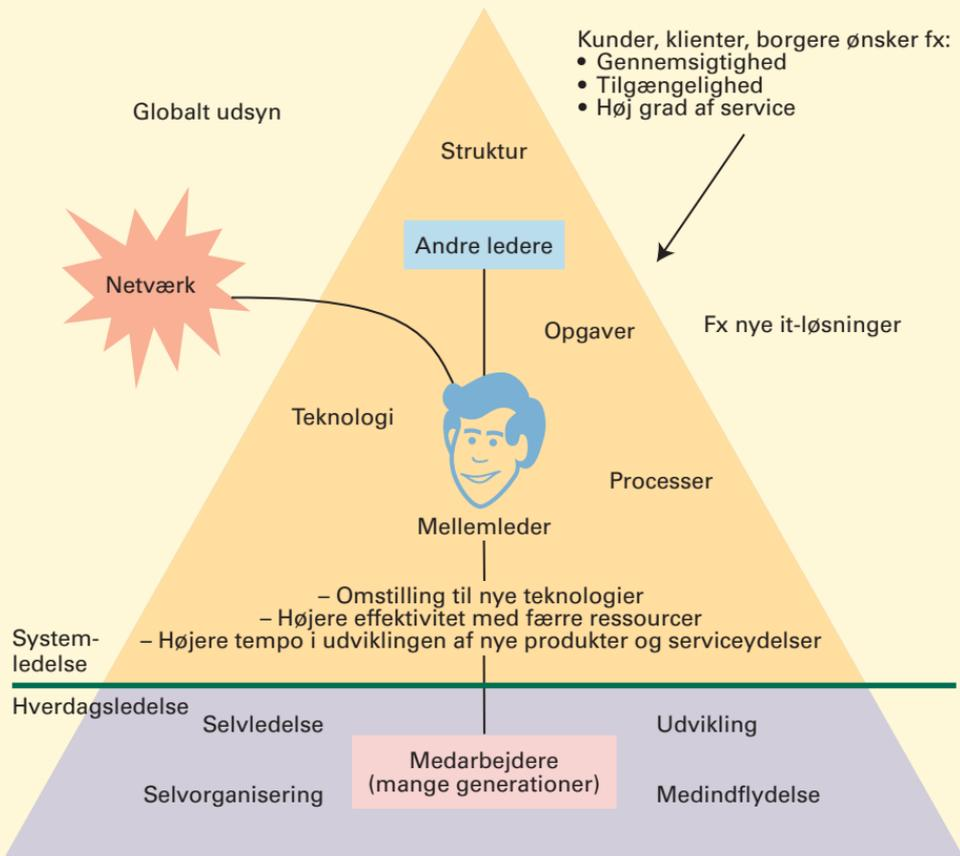 Kunder, klienter, borgere ønsker fx:
• Gennemsigtighed
• Tilgængelighed
• Høj grad af service
Globalt udsyn
Struktur
Andre ledere
Netværk
Opgaver
Fx nye it-løsninger
Teknologi
Processer
Mellemleder
– Omstilling til nye teknologier
– Højere effektivitet med færre ressourcer
– Højere tempo i udviklingen af nye produkter og serviceydelser
System-
ledelse
Hverdagsledelse
Selvledelse
Udvikling
Medarbejdere
(mange generationer)
Selvorganisering
Medindflydelse